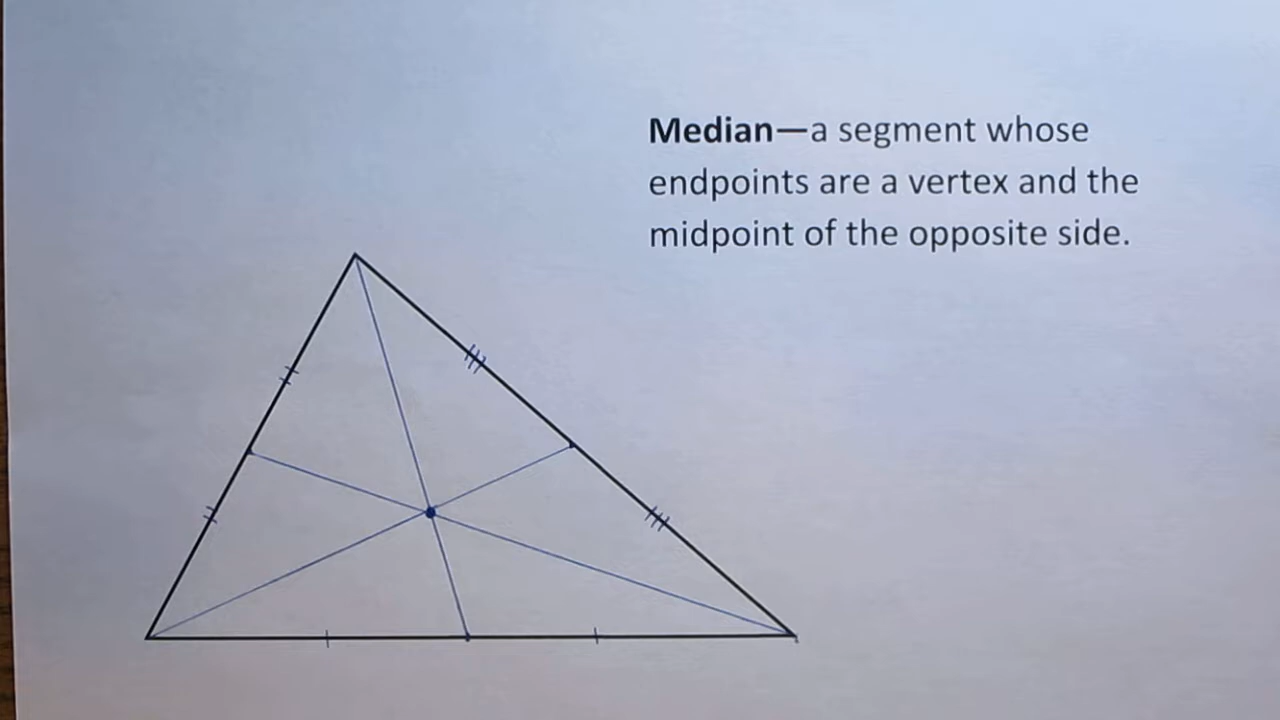 Median—a segment whose
endpoints are a vertex and the
midpoint of the opposite side.